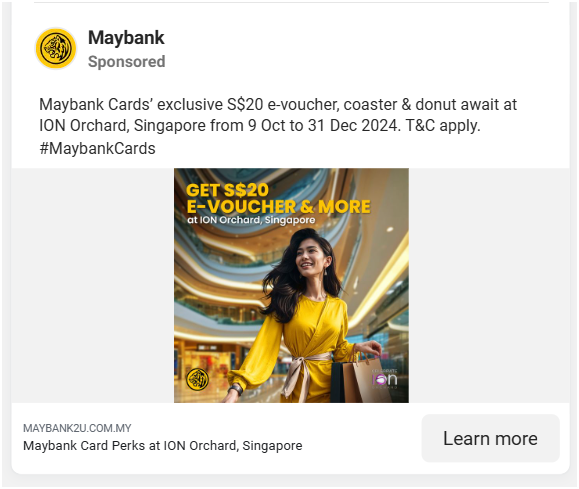 Maybank
Sponsored
Maybank Cards’ exclusive S$20 e-voucher, coaster & donut await at
ION Orchard, Singapore from 9 Oct to 31 Dec 2024. T&C apply.
#MaybankCards
GET S$20
E-VOUCHER & MORE
at ION Orchard, Singapore
MAYBANK2U.COM.MY
Maybank Card Perks at ION Orchard, Singapore
Learn more